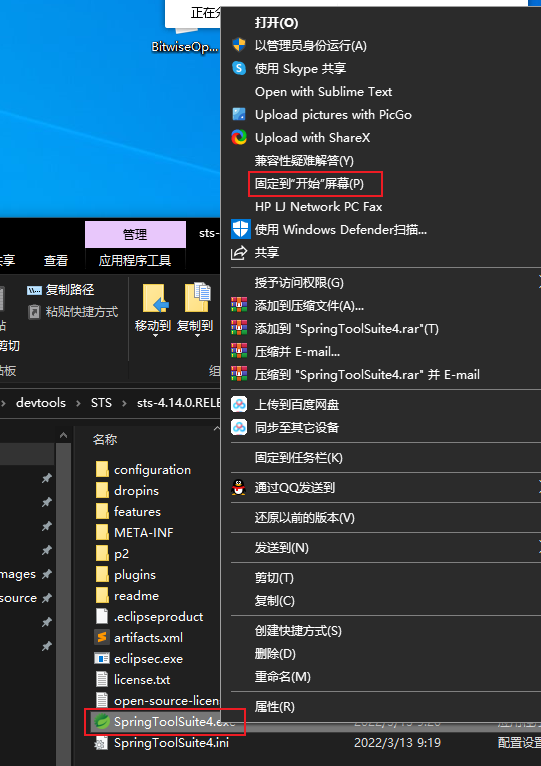 正在分
BitwiseOp...
管理
sts-
共享
查看
应用程序工具
复制路径
粘贴快捷方式
贴
剪切
贴板
移动到
复制到
组
devtools
STS
sts-4.14.0.RELE
名称
configuration
dropins
features
META-INF
p2
plugins
readme
.eclipseproduct
artifacts.xml
eclipsec.exe
license.txt
open-source-licen
SpringToolSuite4.exe
SpringToolSuite4.ini
mages
source
打开(O)
以管理员身份运行(A)
使用 Skype 共享
Open with Sublime Text
Upload pictures with PicGo
Upload with ShareX
兼容性疑难解答(Y)
固定到"开始"屏幕(P)
HP LJ Network PC Fax
使用 Windows Defender扫描...
共享
授予访问权限(G)
添加到压缩文件(A)...
添加到 "SpringToolSuite4.rar"(T)
压缩并 E-mail...
压缩到 "SpringToolSuite4.rar" 并 E-mail
上传到百度网盘
同步至其它设备
固定到任务栏(K)
通过QQ发送到
还原以前的版本(V)
发送到(N)
剪切(T)
复制(C)
创建快捷方式(S)
删除(D)
重命名(M)
属性(R)
2022/3/13 9:19
配置设置